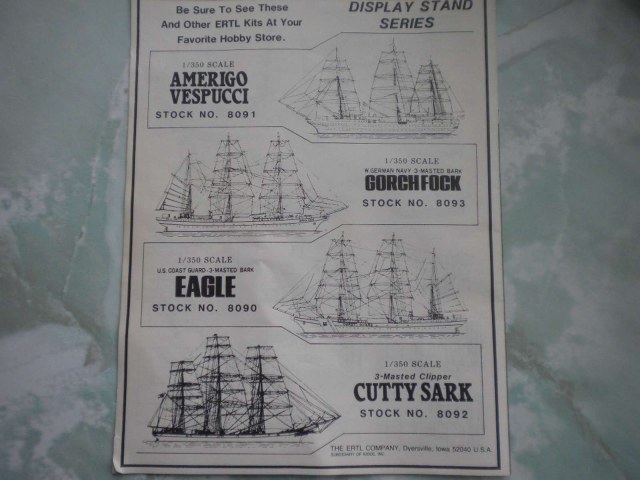 Be Sure To See These
And Other ERTL Kits At Your
Favorite Hobby Store.
DISPLAY STAND
SERIES
1/350 SCALE
AMERIGO
VESPUCCI
STOCK NO. 8091
1/350 SCALE
W. GERMAN NAVY 3-MASTED BARK
GORCH FOCK
STOCK NO. 8093
1/350 SCALE
U.S. COAST GUARD-3-MASTED BARK
EAGLE
STOCK NO. 8090
1/350 SCALE
3-Masted Clipper
CUTTY SARK
STOCK NO. 8092
THE ERTL COMPANY, Dyersville, Iowa 52040 U.S.A.